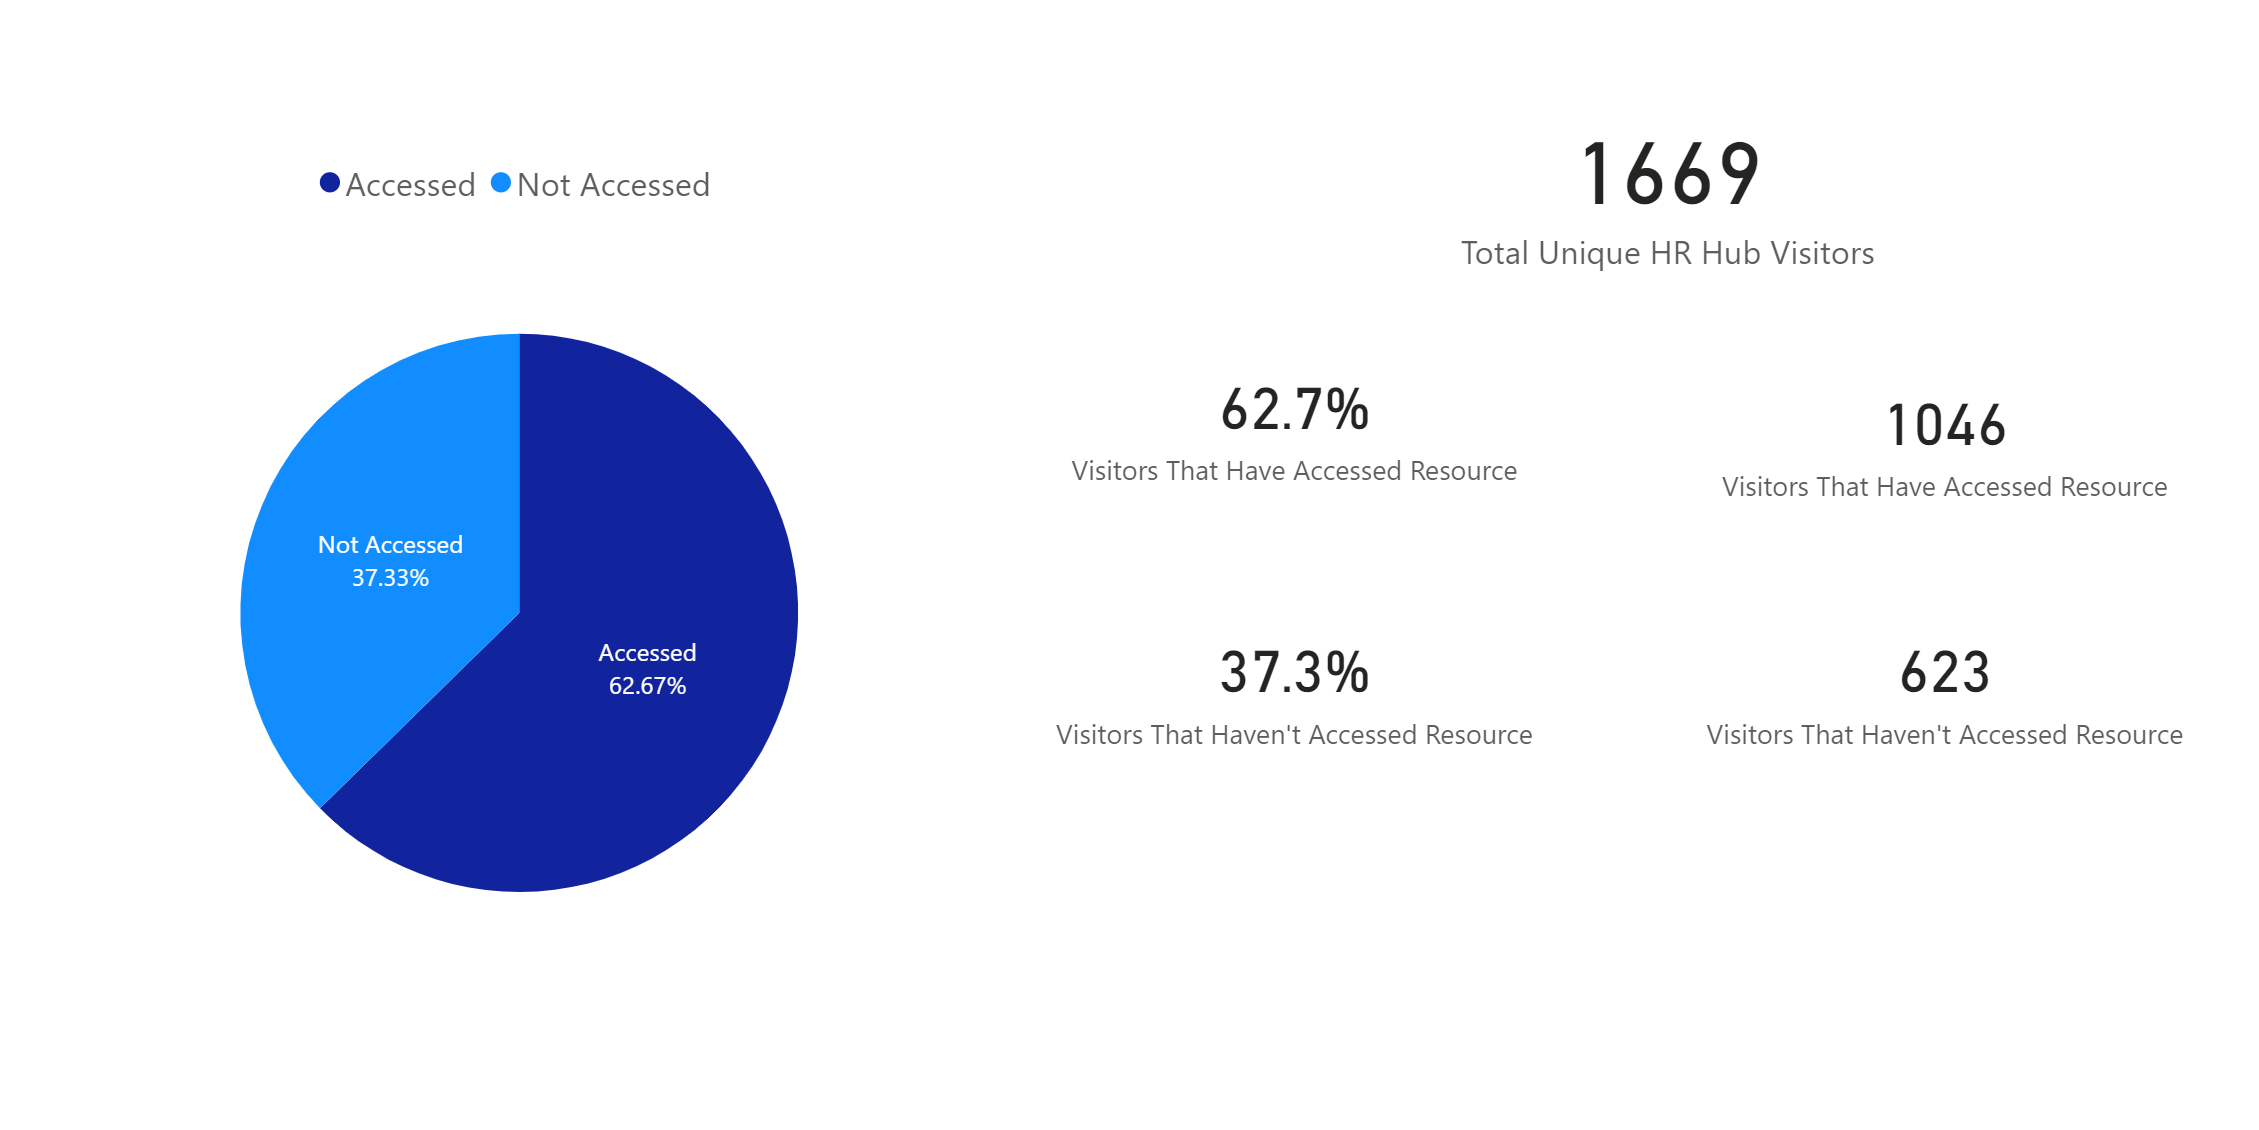 Accessed Not Accessed
Not Accessed
37.33%
Accessed
62.67%
1669
Total Unique HR Hub Visitors
62.7%
Visitors That Have Accessed Resource
1046
Visitors That Have Accessed Resource
37.3%
Visitors That Haven't Accessed Resource
623
Visitors That Haven't Accessed Resource